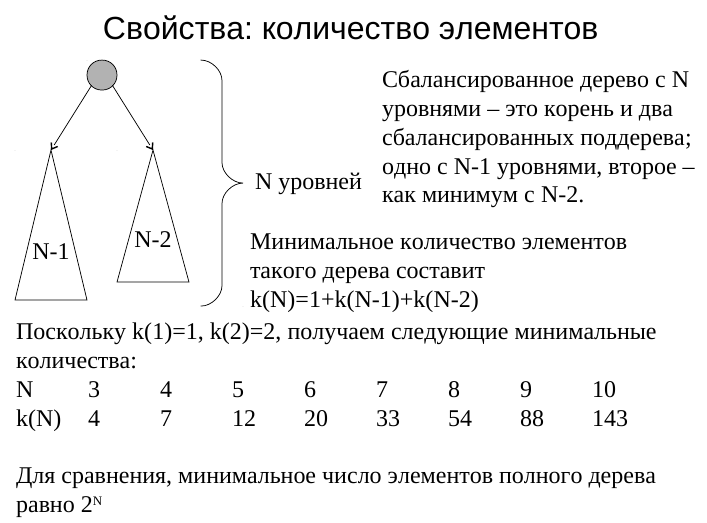 Свойства: количество элементов
Сбалансированное дерево с N
уровнями – это корень и два
сбалансированных поддерева;
одно с N-1 уровнями, второе –
как минимум с N-2.
N уровней
N-1
N-2
Минимальное количество элементов
такого дерева составит
k(N)=1+k(N-1)+k(N-2)
Поскольку k(1)=1, k(2)=2, получаем следующие минимальные
количества:
N 3 4 5 6 7 8 9 10
k(N) 4 7 12 20 33 54 88 143
Для сравнения, минимальное число элементов полного дерева
равно 2ᴺ